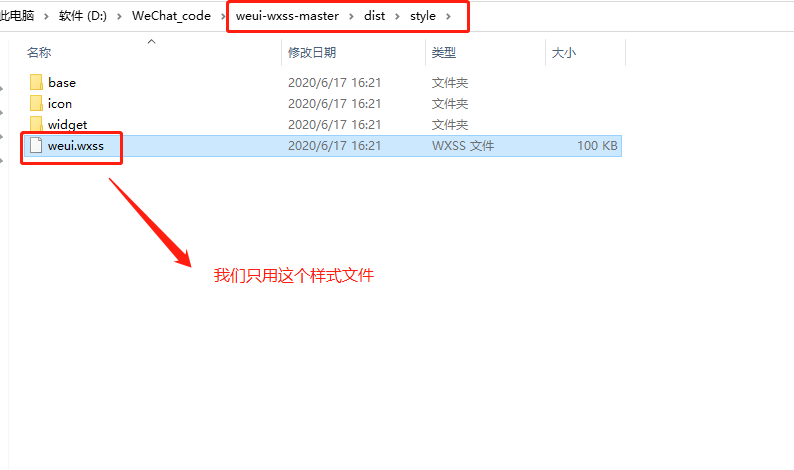 此电脑 > 软件 (D:) > WeChat_code > weui-wxss-master > dist > style >
名称 修改日期 类型 大小
base 2020/6/17 16:21 文件夹
icon 2020/6/17 16:21 文件夹
widget 2020/6/17 16:21 文件夹
weui.wxss 2020/6/17 16:21 WXSS 文件 100 KB
我们只用这个样式文件